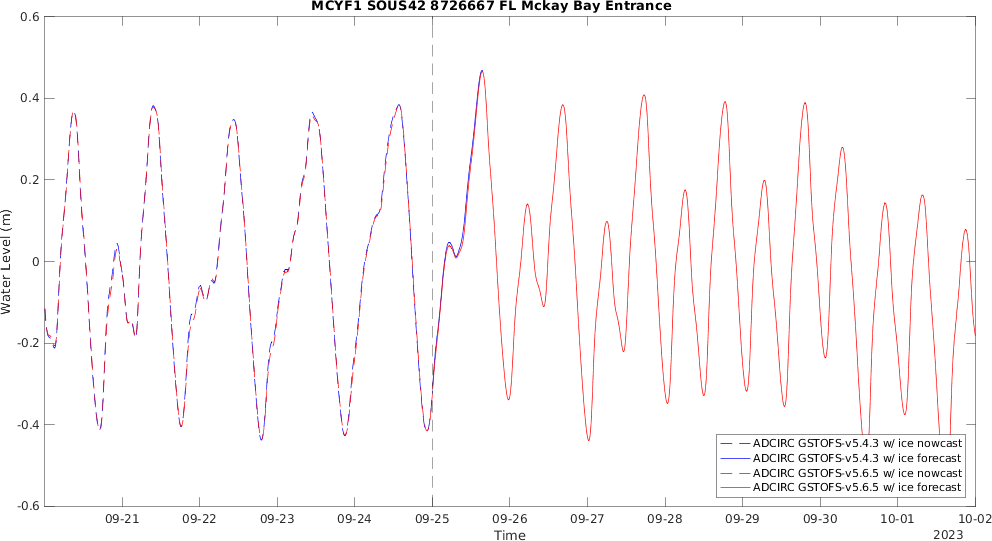 MCYF1 SOUS42 8726667 FL Mckay Bay Entrance
Water Level (m)
0.6
0.4
0.2
0
-0.2
-0.4
-0.6
ADCIRC GSTOFS-v5.4.3 w/ ice nowcast
ADCIRC GSTOFS-v5.4.3 w/ ice forecast
ADCIRC GSTOFS-v5.6.5 w/ ice nowcast
ADCIRC GSTOFS-v5.6.5 w/ ice forecast
09-21 09-22 09-23 09-24 09-25 09-26 09-27 09-28 09-29 09-30 10-01 10-02
Time
2023